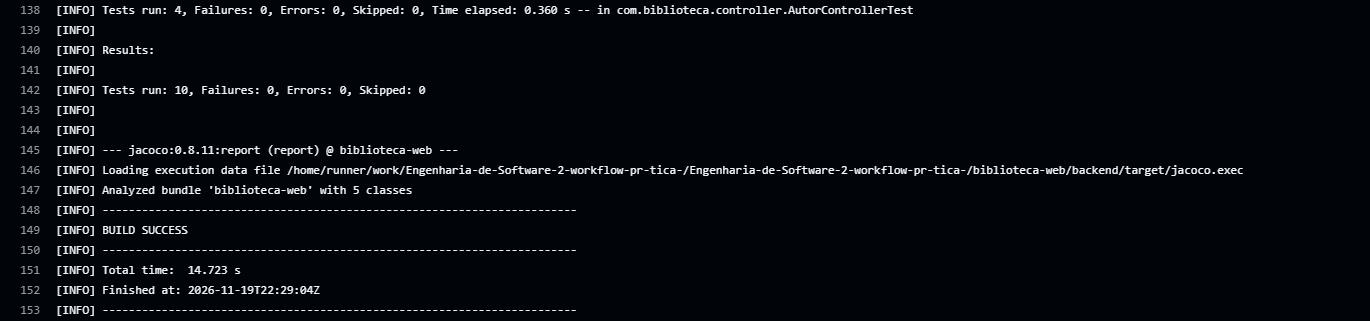 138 [INFO] Tests run: 4, Failures: 0, Errors: 0, Skipped: 0, Time elapsed: 0.360 s -- in com.biblioteca.controller.AutorControllerTest
139 [INFO]
140 [INFO] Results:
141 [INFO]
142 [INFO] Tests run: 10, Failures: 0, Errors: 0, Skipped: 0
143 [INFO]
144 [INFO]
145 [INFO] --- jacoco:0.8.11:report (report) @ biblioteca-web ---
146 [INFO] Loading execution data file /home/runner/work/Engenharia-de-Software-2-workflow-pr-tica-/Engenharia-de-Software-2-workflow-pr-tica-/biblioteca-web/backend/target/jacoco.exec
147 [INFO] Analyzed bundle 'biblioteca-web' with 5 classes
148 [INFO] ------------------------------------------------------------------------
149 [INFO] BUILD SUCCESS
150 [INFO] ------------------------------------------------------------------------
151 [INFO] Total time:  14.723 s
152 [INFO] Finished at: 2026-11-19T22:29:04Z
153 [INFO] ------------------------------------------------------------------------